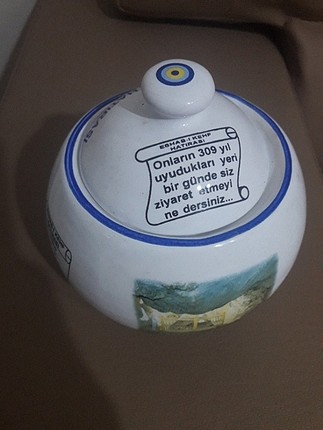 ESHAB-I KEHF
HATIRASI
Onların 309 yıl
uyudukları yeri
bir günde siz
ziyaret etmeyi
ne dersiniz...